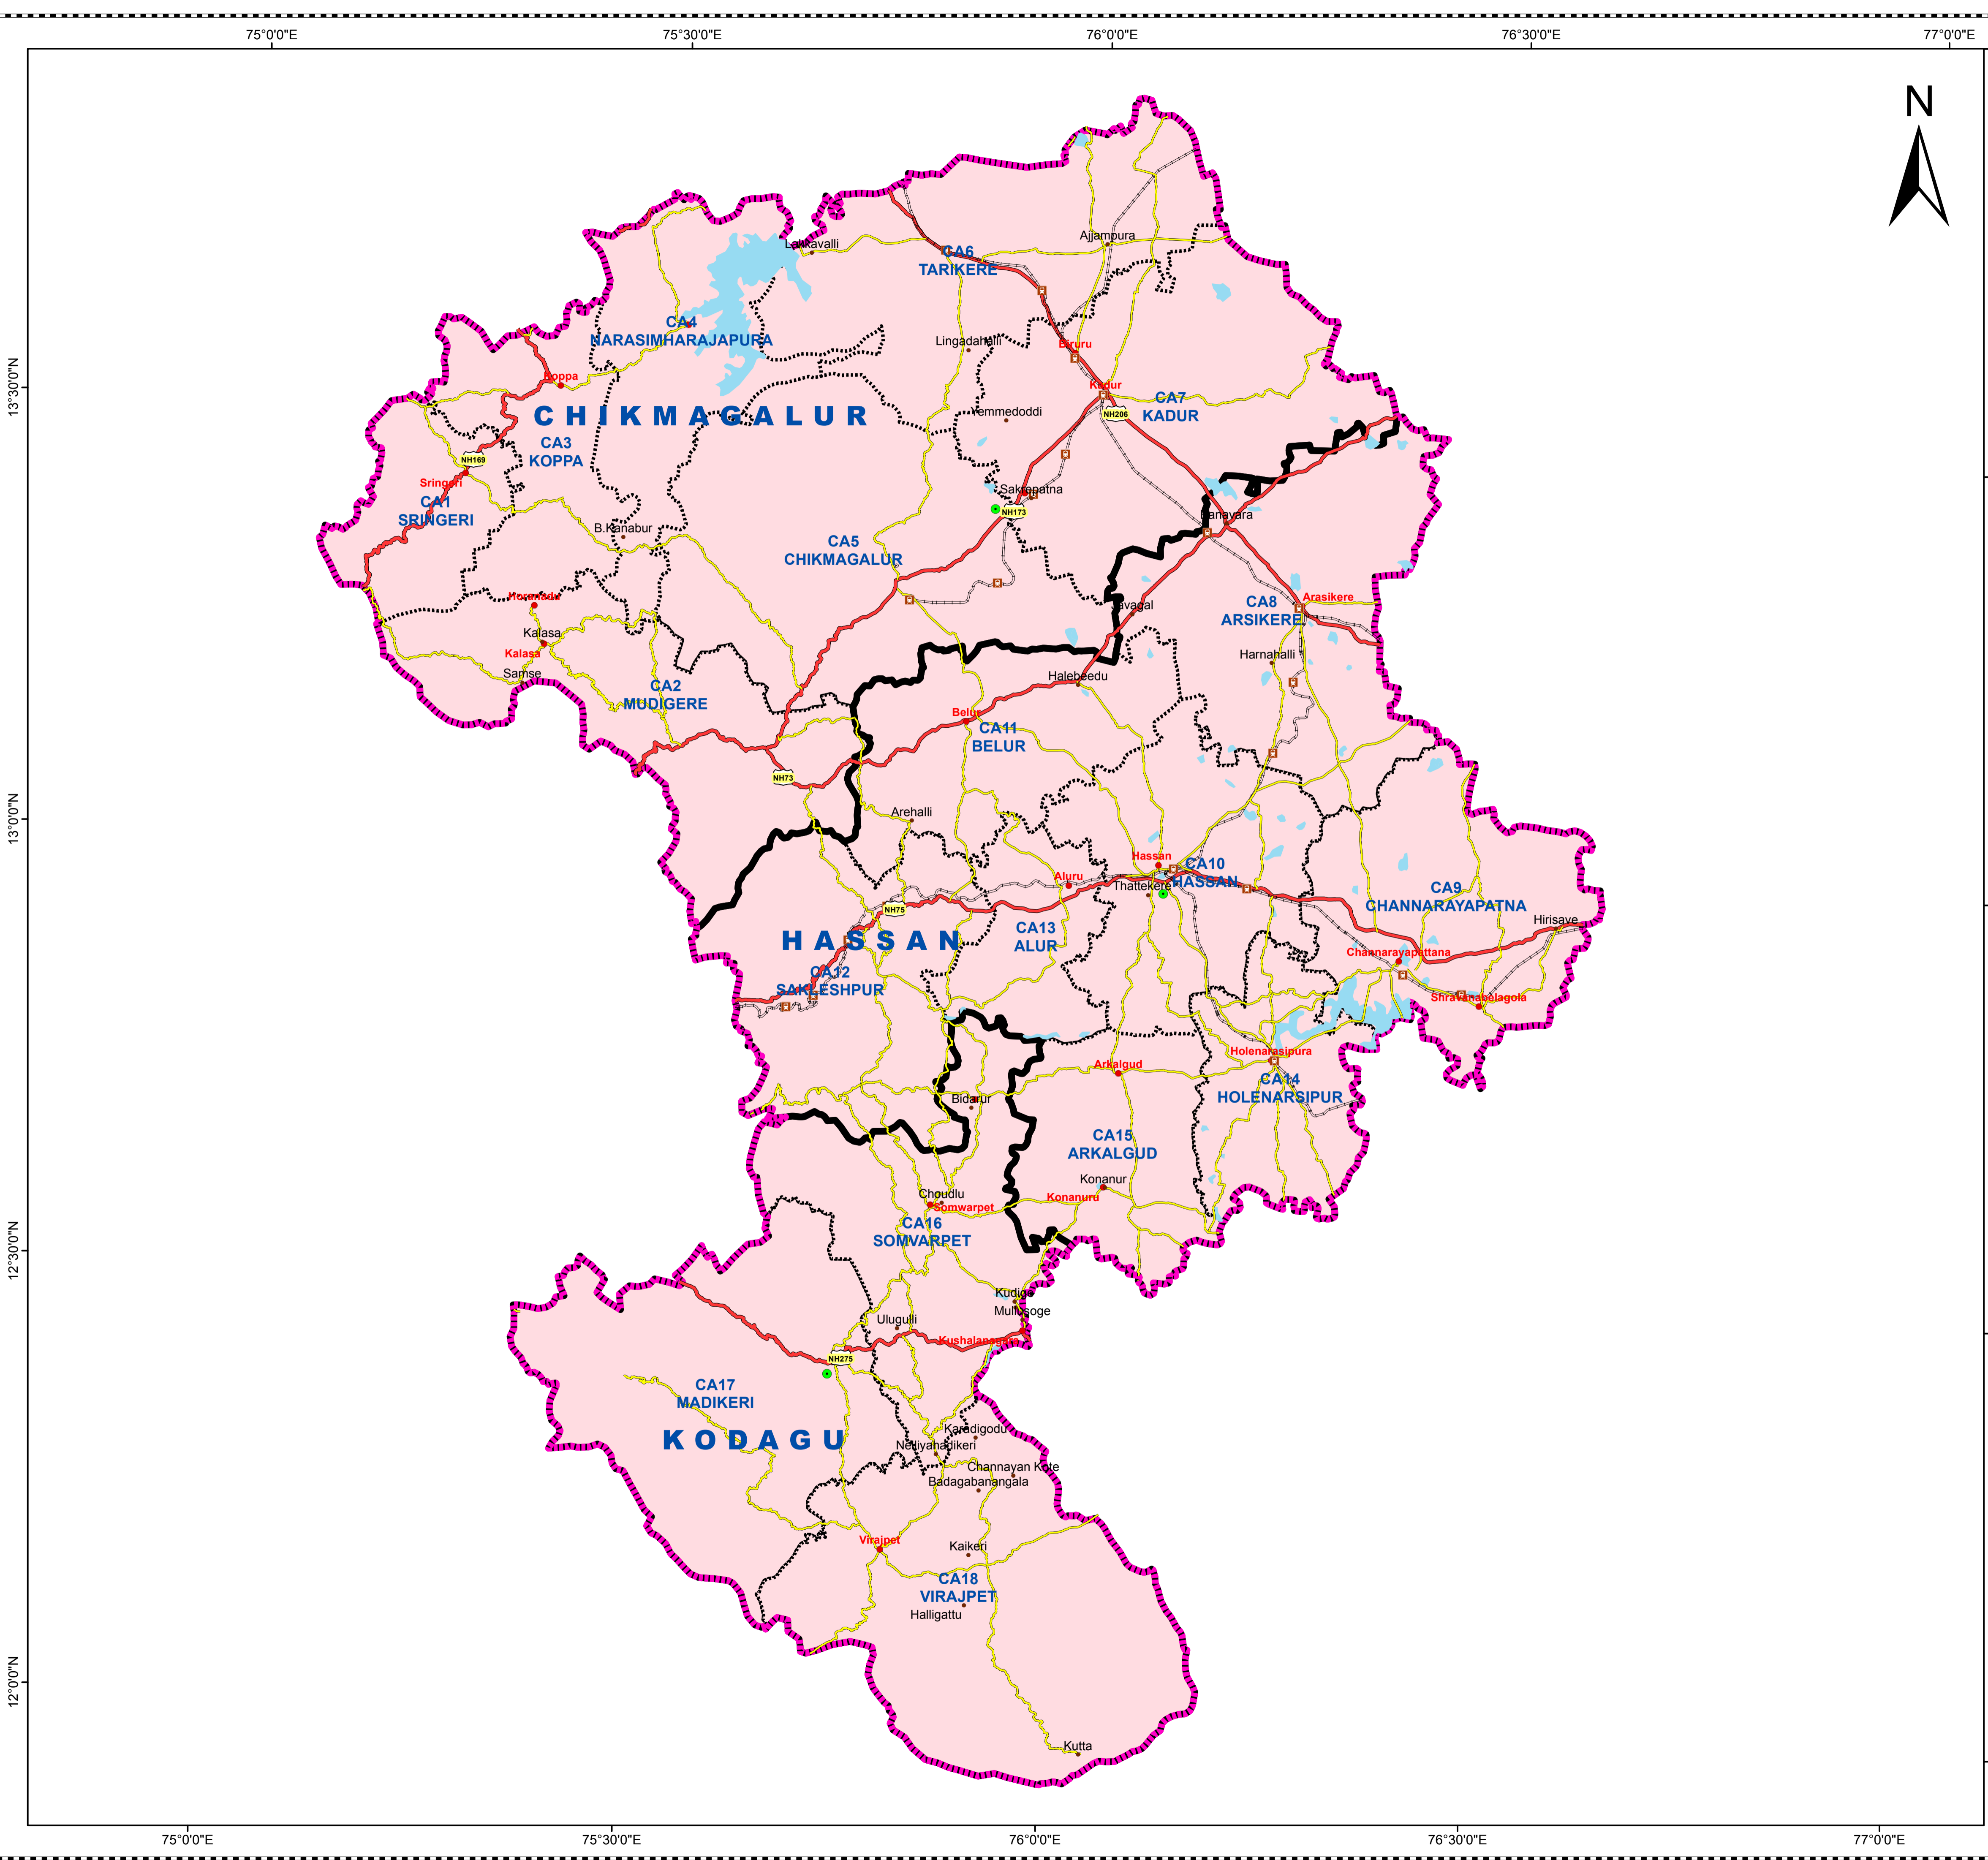 75°0'0"E
75°30'0"E
76°0'0"E
76°30'0"E
77°0'0"E
N
Ajjampura
Lakkavalli
CA6
TARIKERE
CA4
NARASIMHARAJAPURA
Lingadahalli
Biruru
13°30'0"N
Koppa
Kadur
CA7
KADUR
NH206
CHIKMAGALUR
Yemmedoddi
CA3
KOPPA
NH169
Sringeri
CA1
SRINGERI
Sakrepatna
NH173
Banavara
B.Kanabur
CA5
CHIKMAGALUR
Horanadu
Javagal
CA8
ARSIKERE
Arasikere
Kalasa
Kalasa
Samse
Harnahalli
Halebeedu
CA2
MUDIGERE
Belur
CA11
BELUR
NH73
13°0'0"N
Arehalli
Hassan
CA10
HASSAN
Aluru
Thattekere
CA9
CHANNARAYAPATNA
NH75
Hirisave
CA13
ALUR
HASSAN
Channarayapattana
CA12
SAKLESHPUR
Shravanabelagola
Holenarasipura
Arkalgud
CA14
HOLENARSIPUR
Bidarur
CA15
ARKALGUD
Konanur
Konanuru
Choudlu
Somwarpet
CA16
SOMVARPET
12°30'0"N
Kudige
Mullusoge
Ulugulli
Kushalanagara
NH275
CA17
MADIKERI
KODAGU
Karadigodu
Nelliyahudikeri
Channayan Kote
Badagabanangala
Virajpet
Kaikeri
CA18
VIRAJPET
Halligattu
12°0'0"N
Kutta
75°0'0"E
75°30'0"E
76°0'0"E
76°30'0"E
77°0'0"E